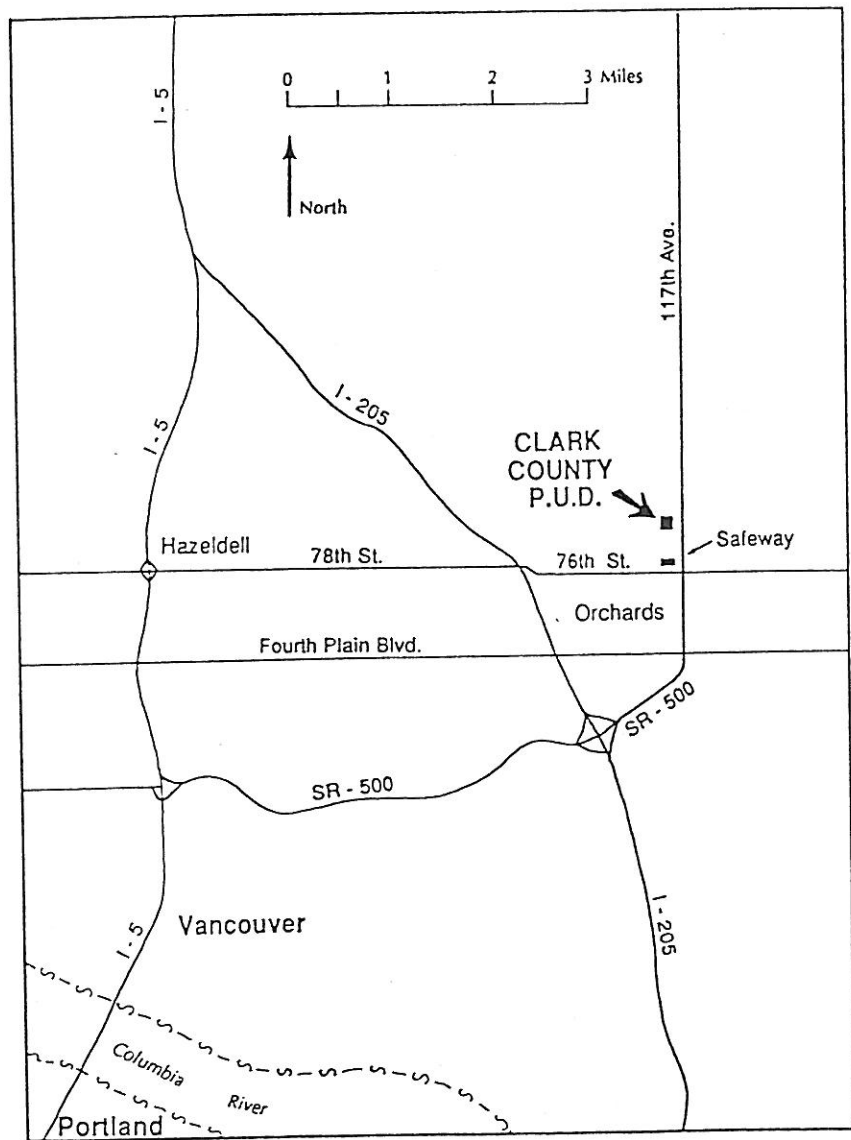 0 1 2 3 Miles
I-5
North
117th Ave.
I - 205
I-5
CLARK
COUNTY
P.U.D.
Safeway
Hazeldell
78th St.
76th St.
Orchards
Fourth Plain Blvd.
SR - 500
SR - 500
I-205
Vancouver
I-5
Columbia
River
Portland